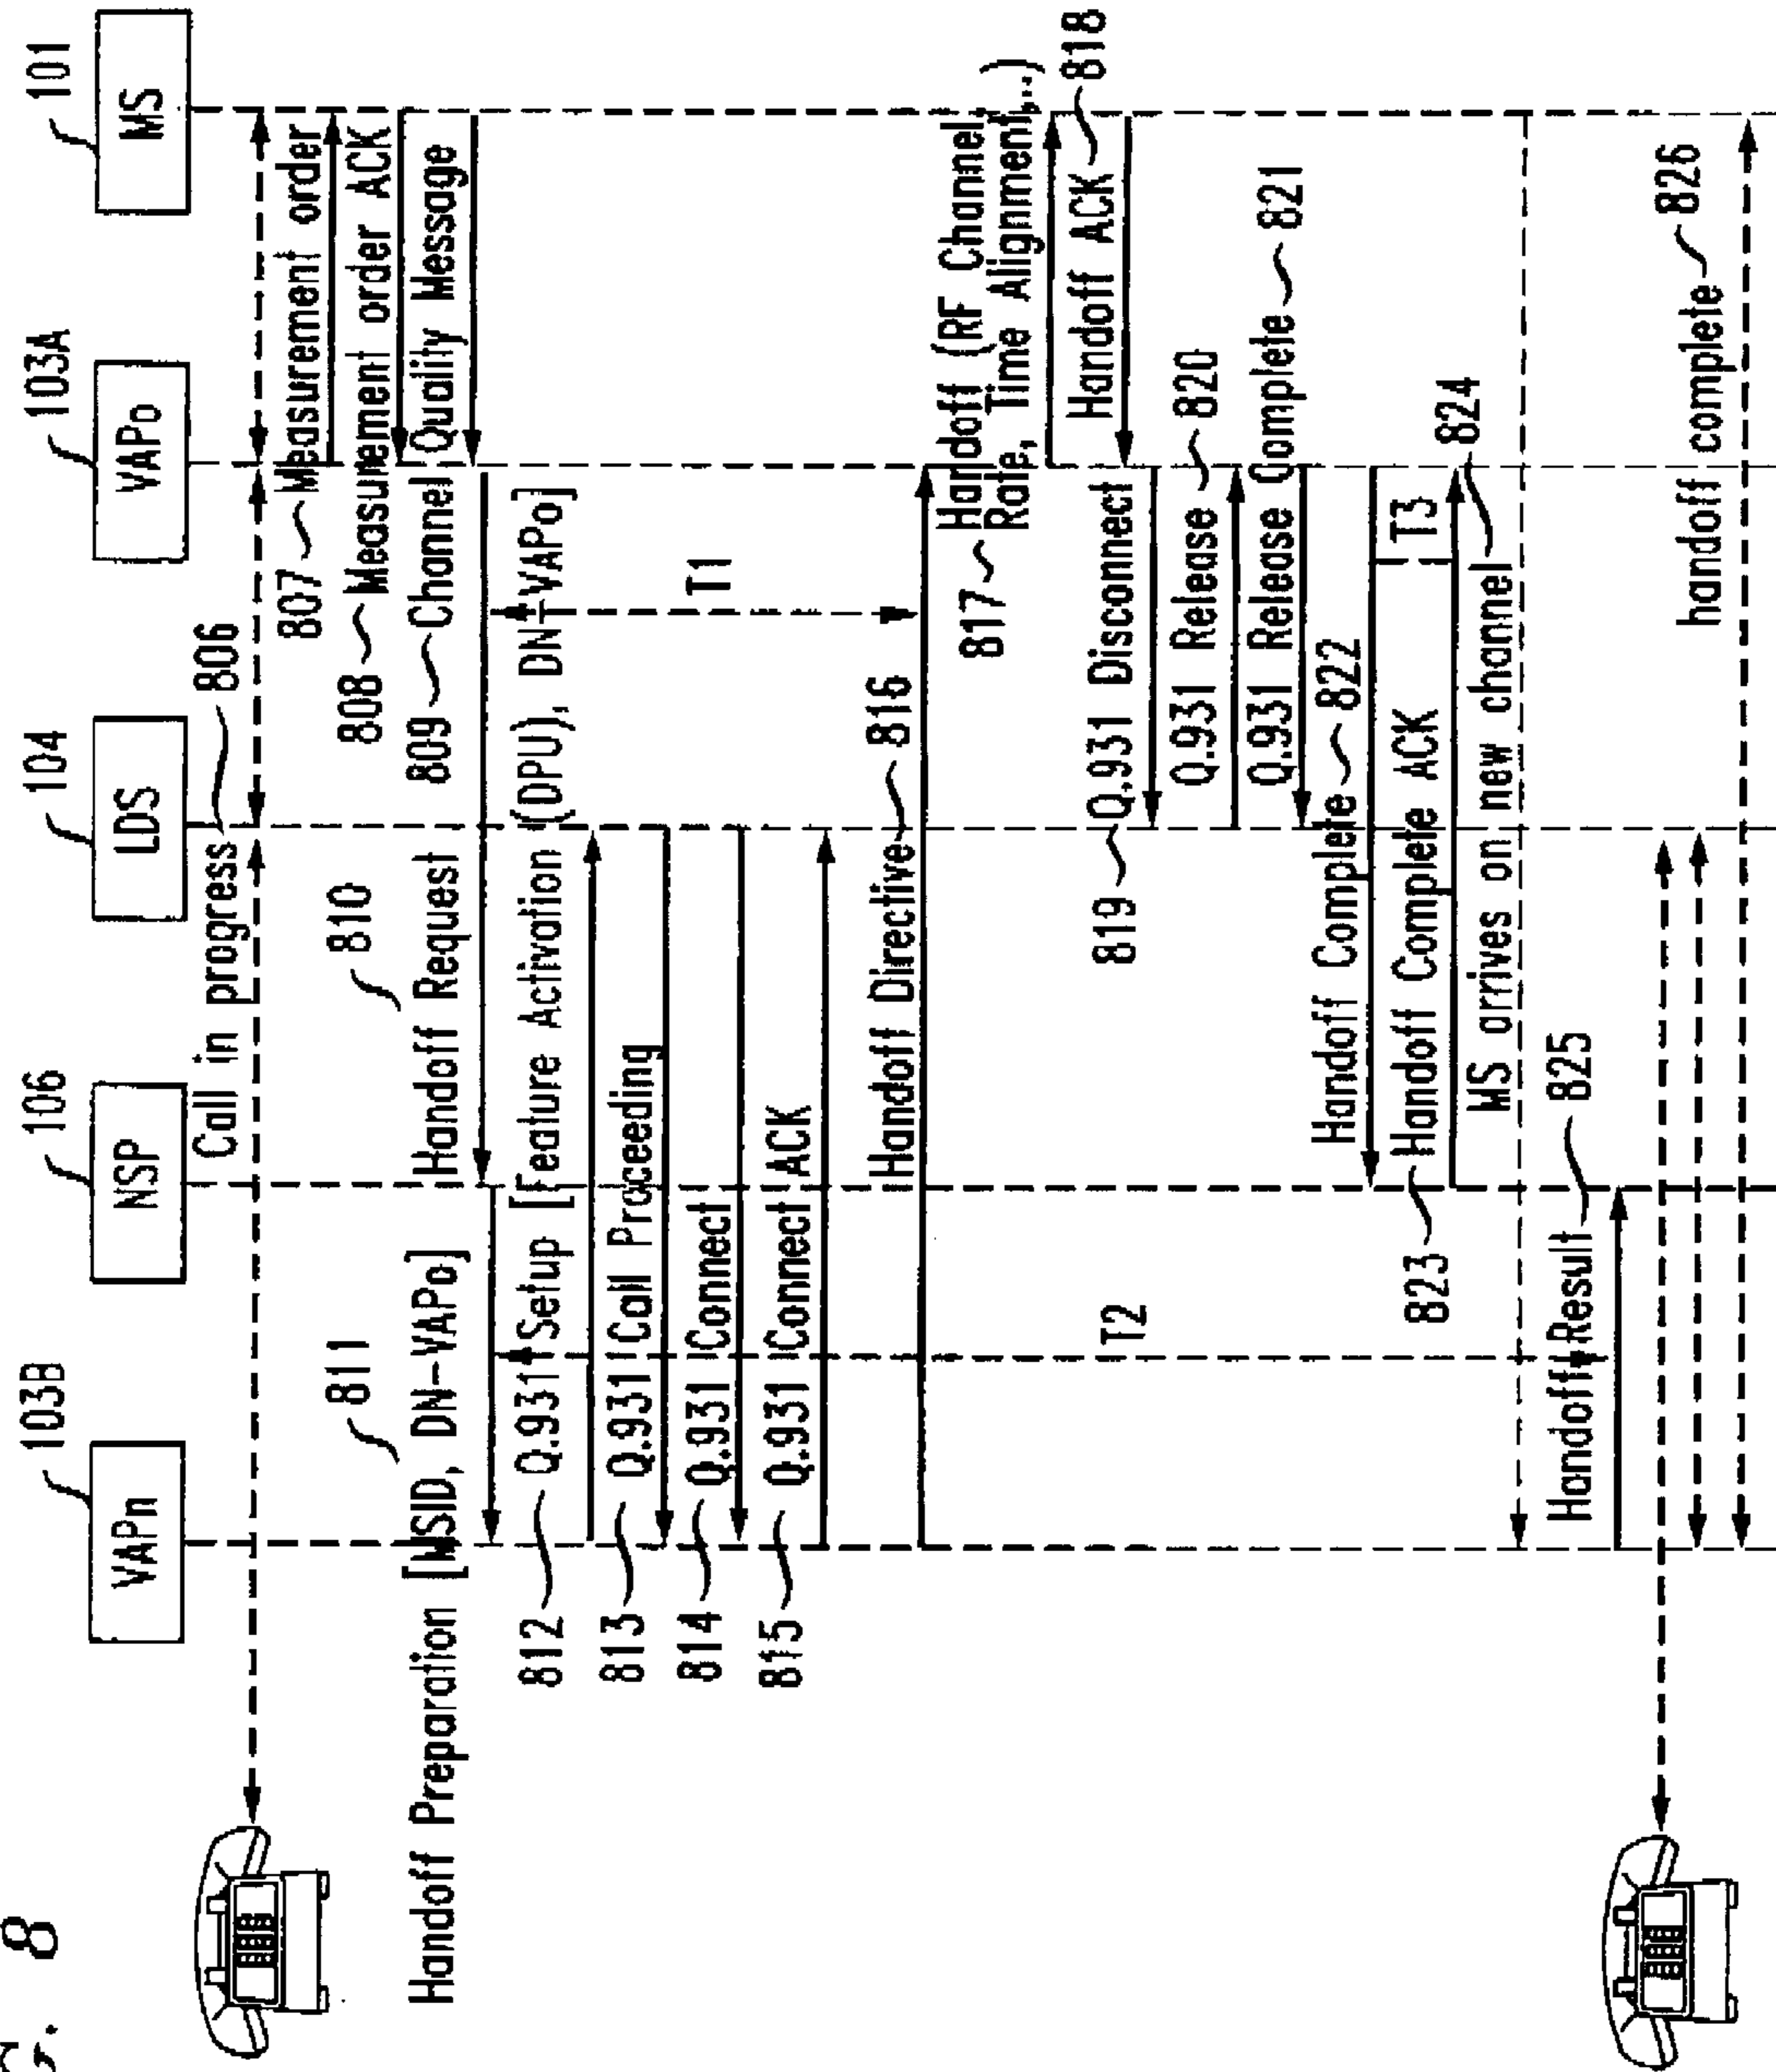 G. 8
103B
106
104
103A
101
VAPn
NSP
LDS
VAPo
MS
Call in progress 806
807 Measurement order
808 Measurement order ACK
809 Channel Quality Message
810
Handoff Request
811
Handoff Preparation [MSID, DN-VAPo]
812 Q.931 Setup [Feature Activation (DPU), DN-VAPo]
813 Q.931 Call Proceeding
814 Q.931 Connect
815 Q.931 Connect ACK
T1
Handoff Directive 816
817 Handoff (RF Channel,
Rate, Time Alignment,..)
Handoff ACK 818
819 Q.931 Disconnect
Q.931 Release 820
Q.931 Release Complete 821
Handoff Complete 822
T3
823 Handoff Complete ACK
T2
MS arrives on new channel 824
Handoff Result 825
handoff complete 826